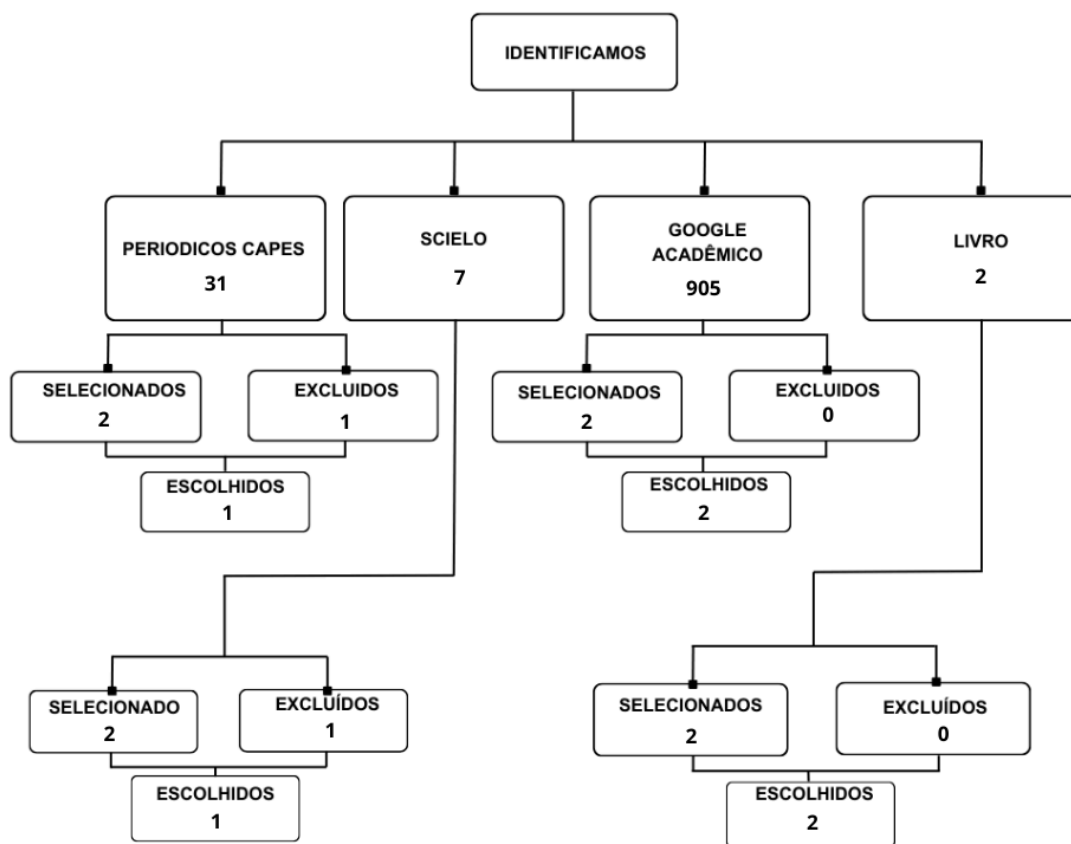 IDENTIFICAMOS
PERIODICOS CAPES
31
SCIELO
7
GOOGLE
ACADÊMICO
905
LIVRO
2
SELECIONADOS
2
EXCLUIDOS
1
ESCOLHIDOS
1
SELECIONADOS
2
EXCLUIDOS
0
ESCOLHIDOS
2
SELECIONADO
2
EXCLUÍDOS
1
ESCOLHIDOS
1
SELECIONADOS
2
EXCLUÍDOS
0
ESCOLHIDOS
2